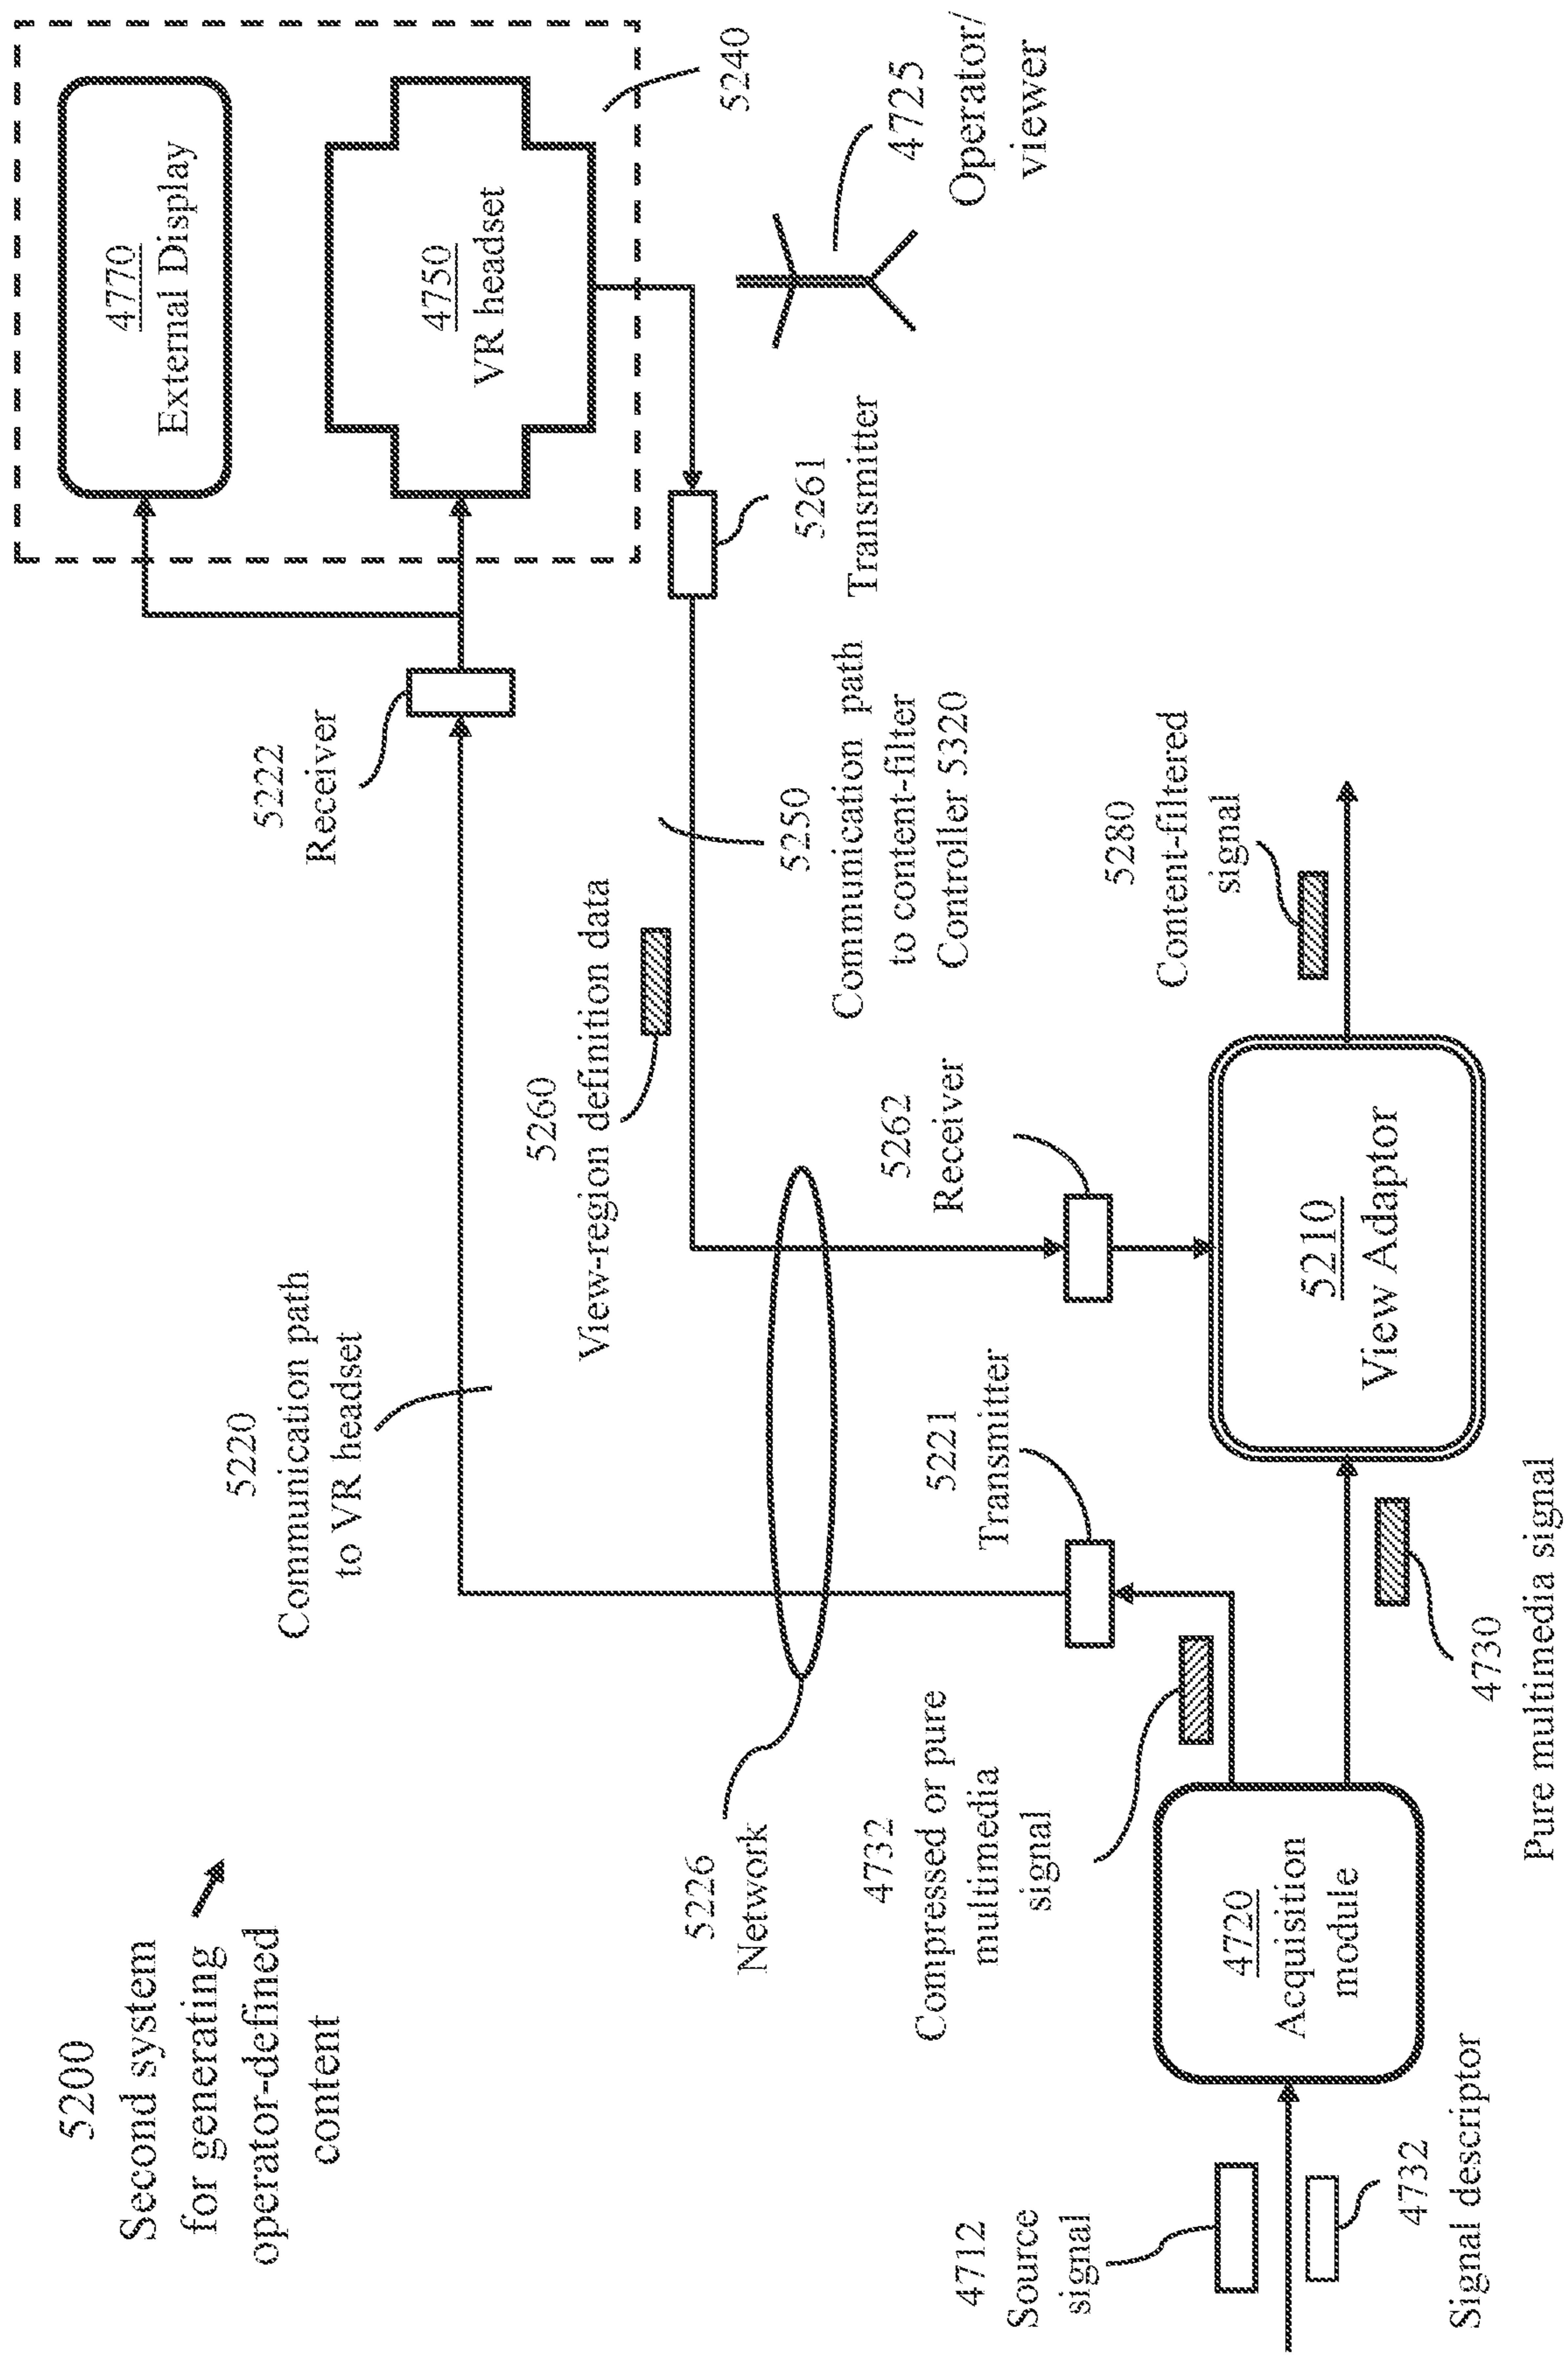 5200
Second system
for generating
operator-defined
content
5220
Communication path
to VR headset
5222
Receiver
4770
External Display
4750
VR headset
5240
4725
Operator/
viewer
5226
Network
5260
View-region definition data
5250
Communication path
to content-filter
Controller 5320
5261
Transmitter
4732
Compressed or pure
multimedia
signal
5221
Transmitter
5262
Receiver
5280
Content-filtered
signal
4712
Source
signal
4720
Acquisition
module
5210
View Adaptor
4732
Signal descriptor
4730
Pure multimedia signal